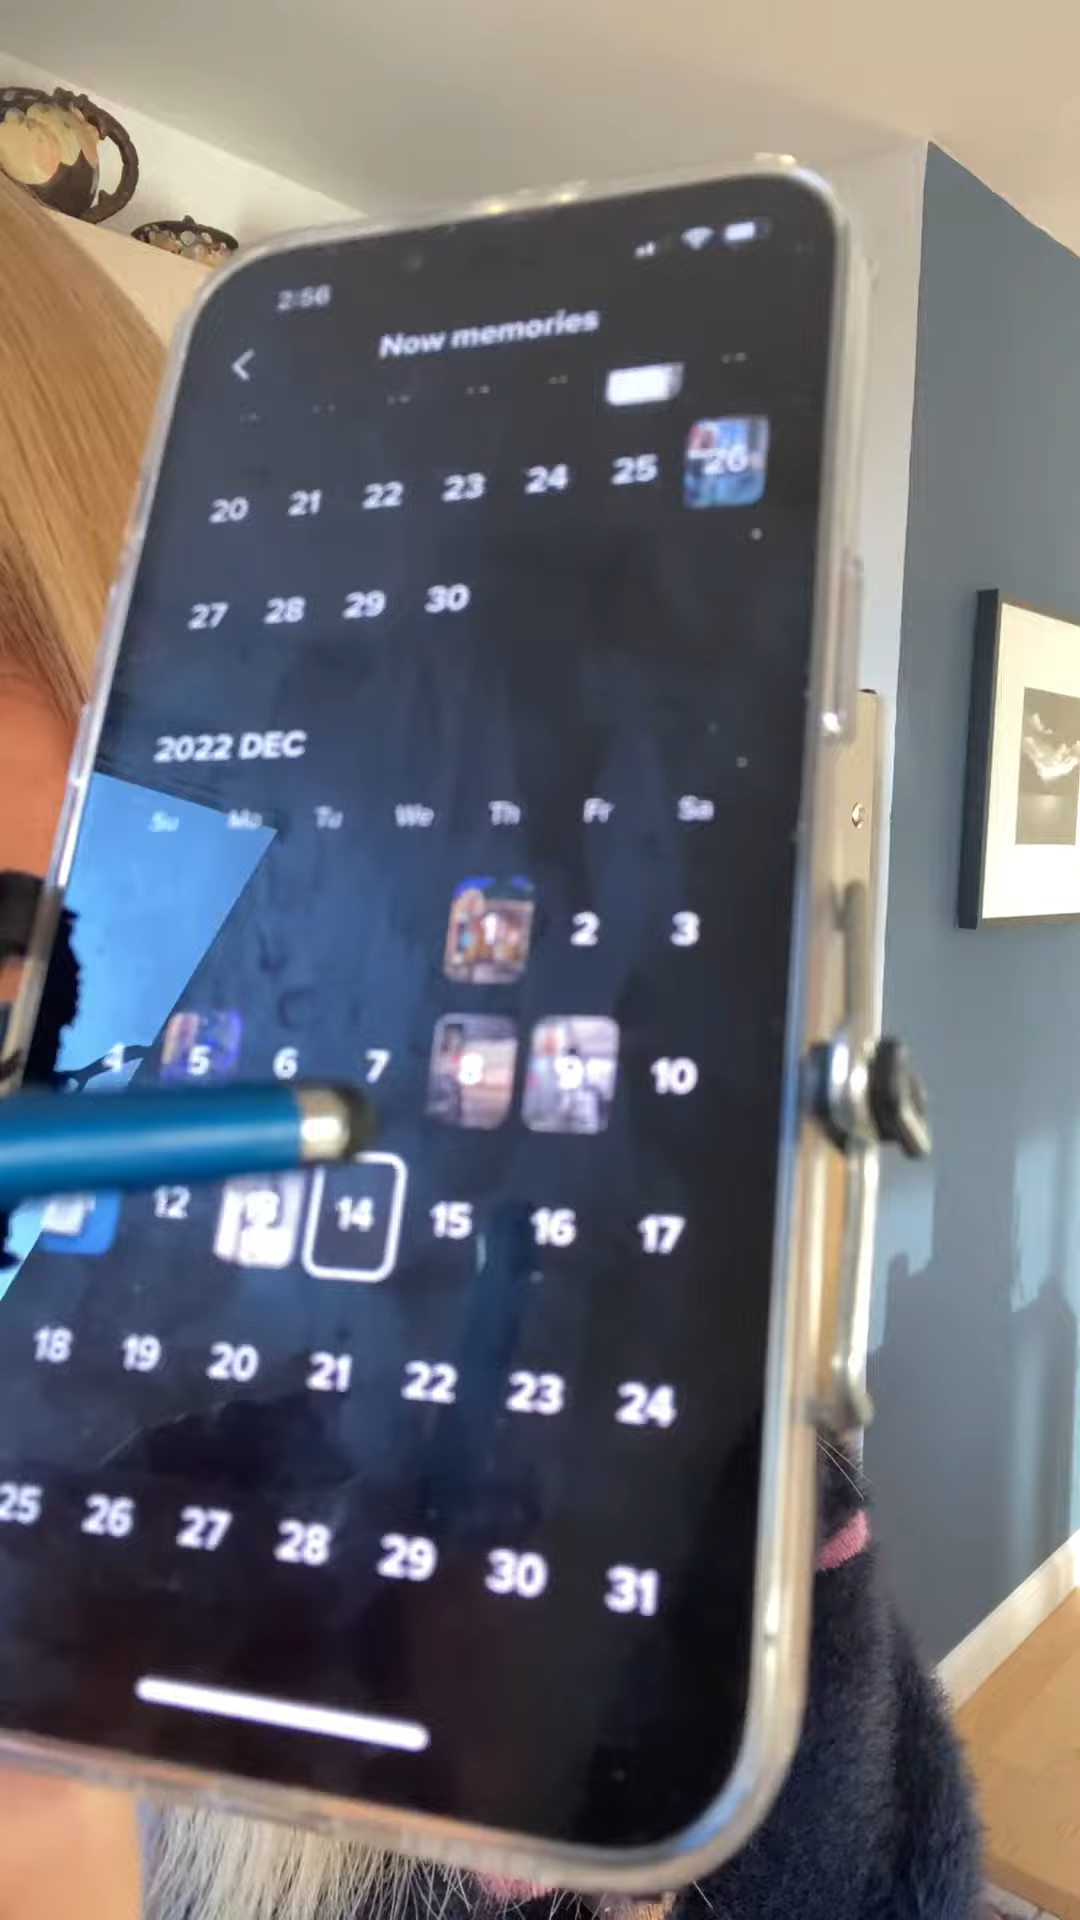 2:56
Now memories
20 21 22 23 24 25 26
27 28 29 30
2022 DEC
Su Mo Tu We Th Fr Sa
1 2 3
4 5 6 7 8 9 10
12 13 14 15 16 17
18 19 20 21 22 23 24
25 26 27 28 29 30 31